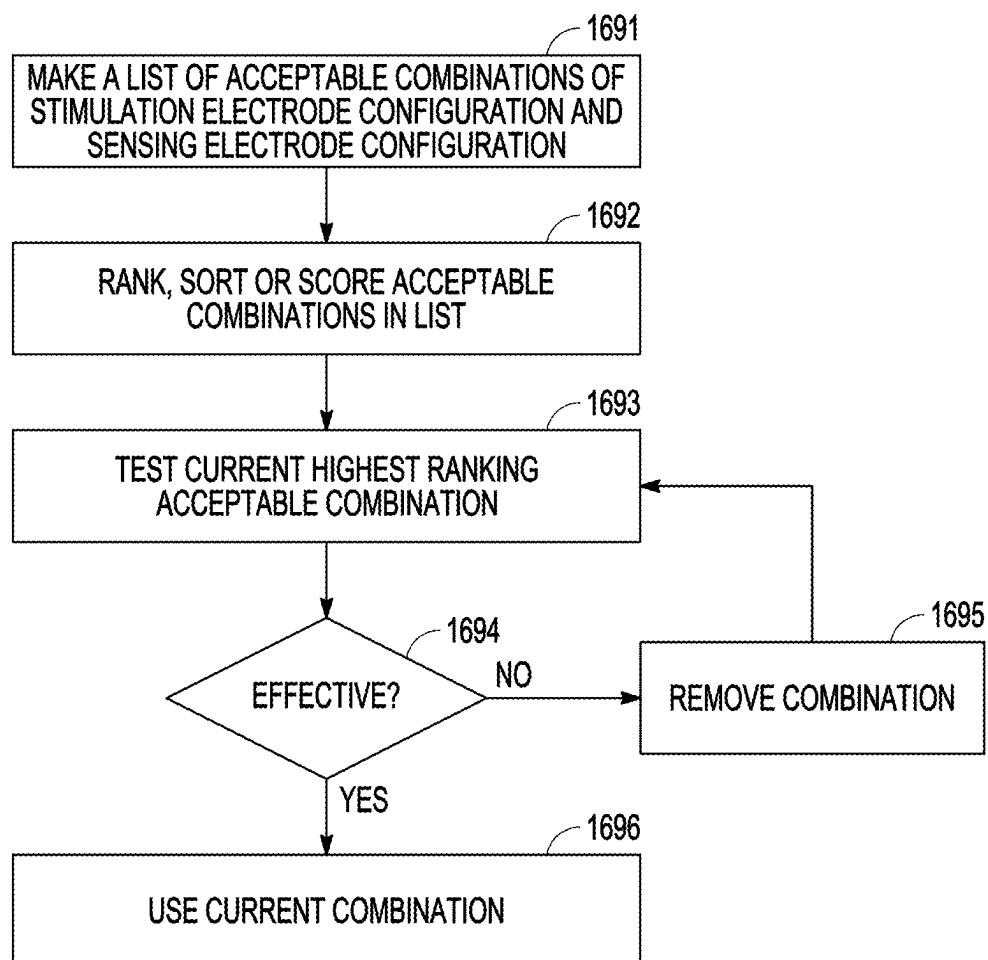 1691
MAKE A LIST OF ACCEPTABLE COMBINATIONS OF
STIMULATION ELECTRODE CONFIGURATION AND
SENSING ELECTRODE CONFIGURATION
1692
RANK, SORT OR SCORE ACCEPTABLE
COMBINATIONS IN LIST
1693
TEST CURRENT HIGHEST RANKING
ACCEPTABLE COMBINATION
1694
EFFECTIVE?
NO
1695
REMOVE COMBINATION
YES
1696
USE CURRENT COMBINATION